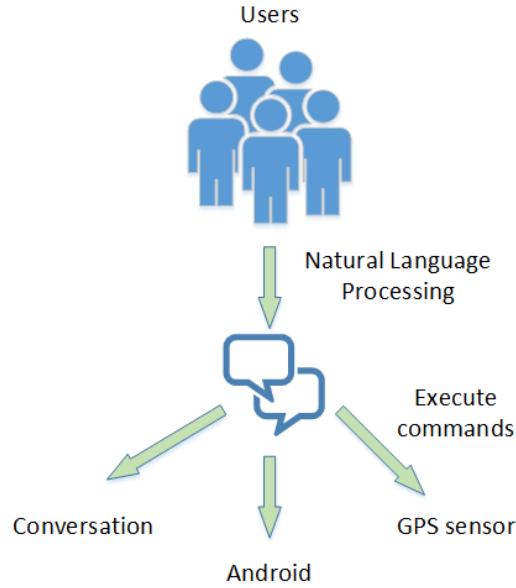 Users
Natural Language
Processing
Execute
commands
Conversation
GPS sensor
Android